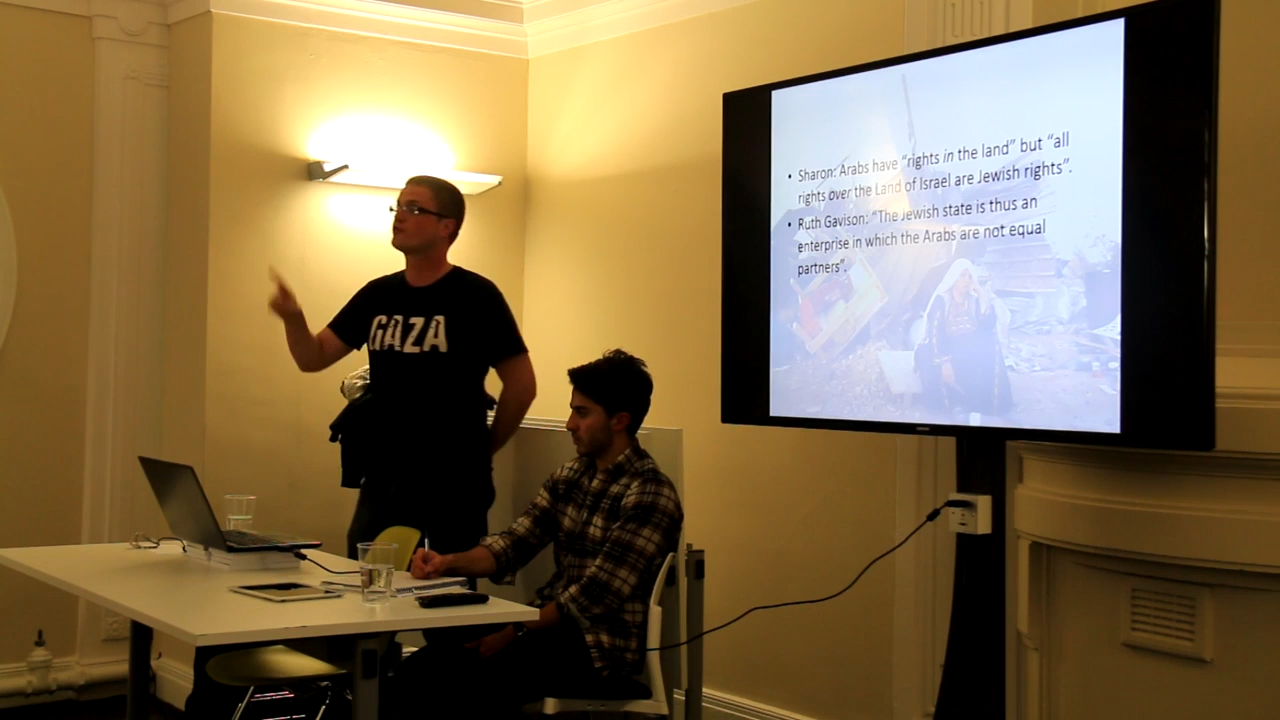 GAZA
• Sharon: Arabs have “rights in the land” but “all
rights over the Land of Israel are Jewish rights”.
• Ruth Gavison: “The Jewish state is thus an
enterprise in which the Arabs are not equal
partners”.